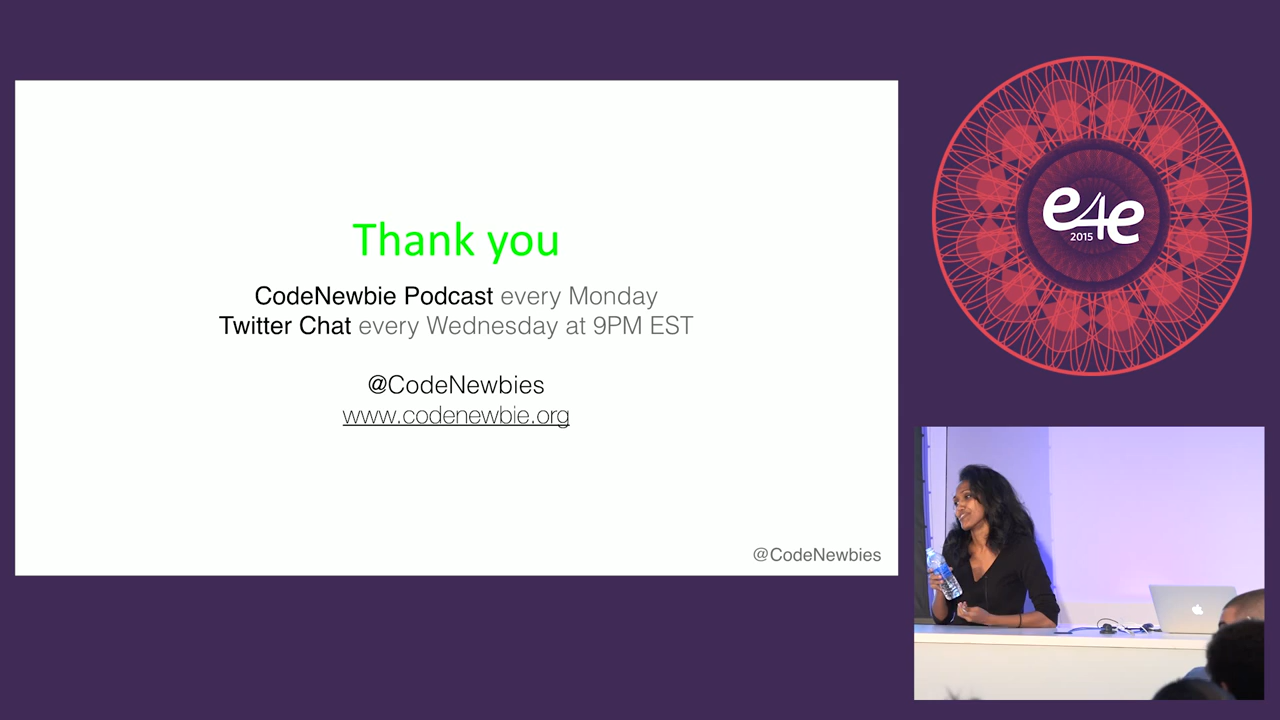 Thank you
CodeNewbie Podcast every Monday
Twitter Chat every Wednesday at 9PM EST
@CodeNewbies
www.codenewbie.org
@CodeNewbies
e4e
2015